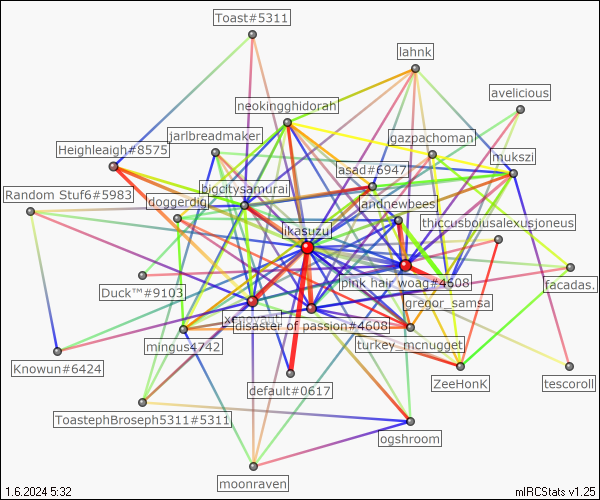 Toast#5311
lahnk
avelicious
neokingghidorah
jarlbreadmaker
gazpachoman
Heighleaigh#8575
asad#6947
mukszi
Random Stuf6#5983
bigcitysamurai
doggerdig
andnewbees
thiccusboiusalexusjoneus
ikasuzu
Duck™#9103
pink hair woag#4608
facadas.
gregor_samsa
disaster of passion#4608
mingus4742
turkey_mcnugget
Knowun#6424
default#0617
ZeeHonK
tescoroll
ToastephBroseph5311#5311
ogshroom
moonraven
1.6.2024 5:32
mIRCStats v1.25